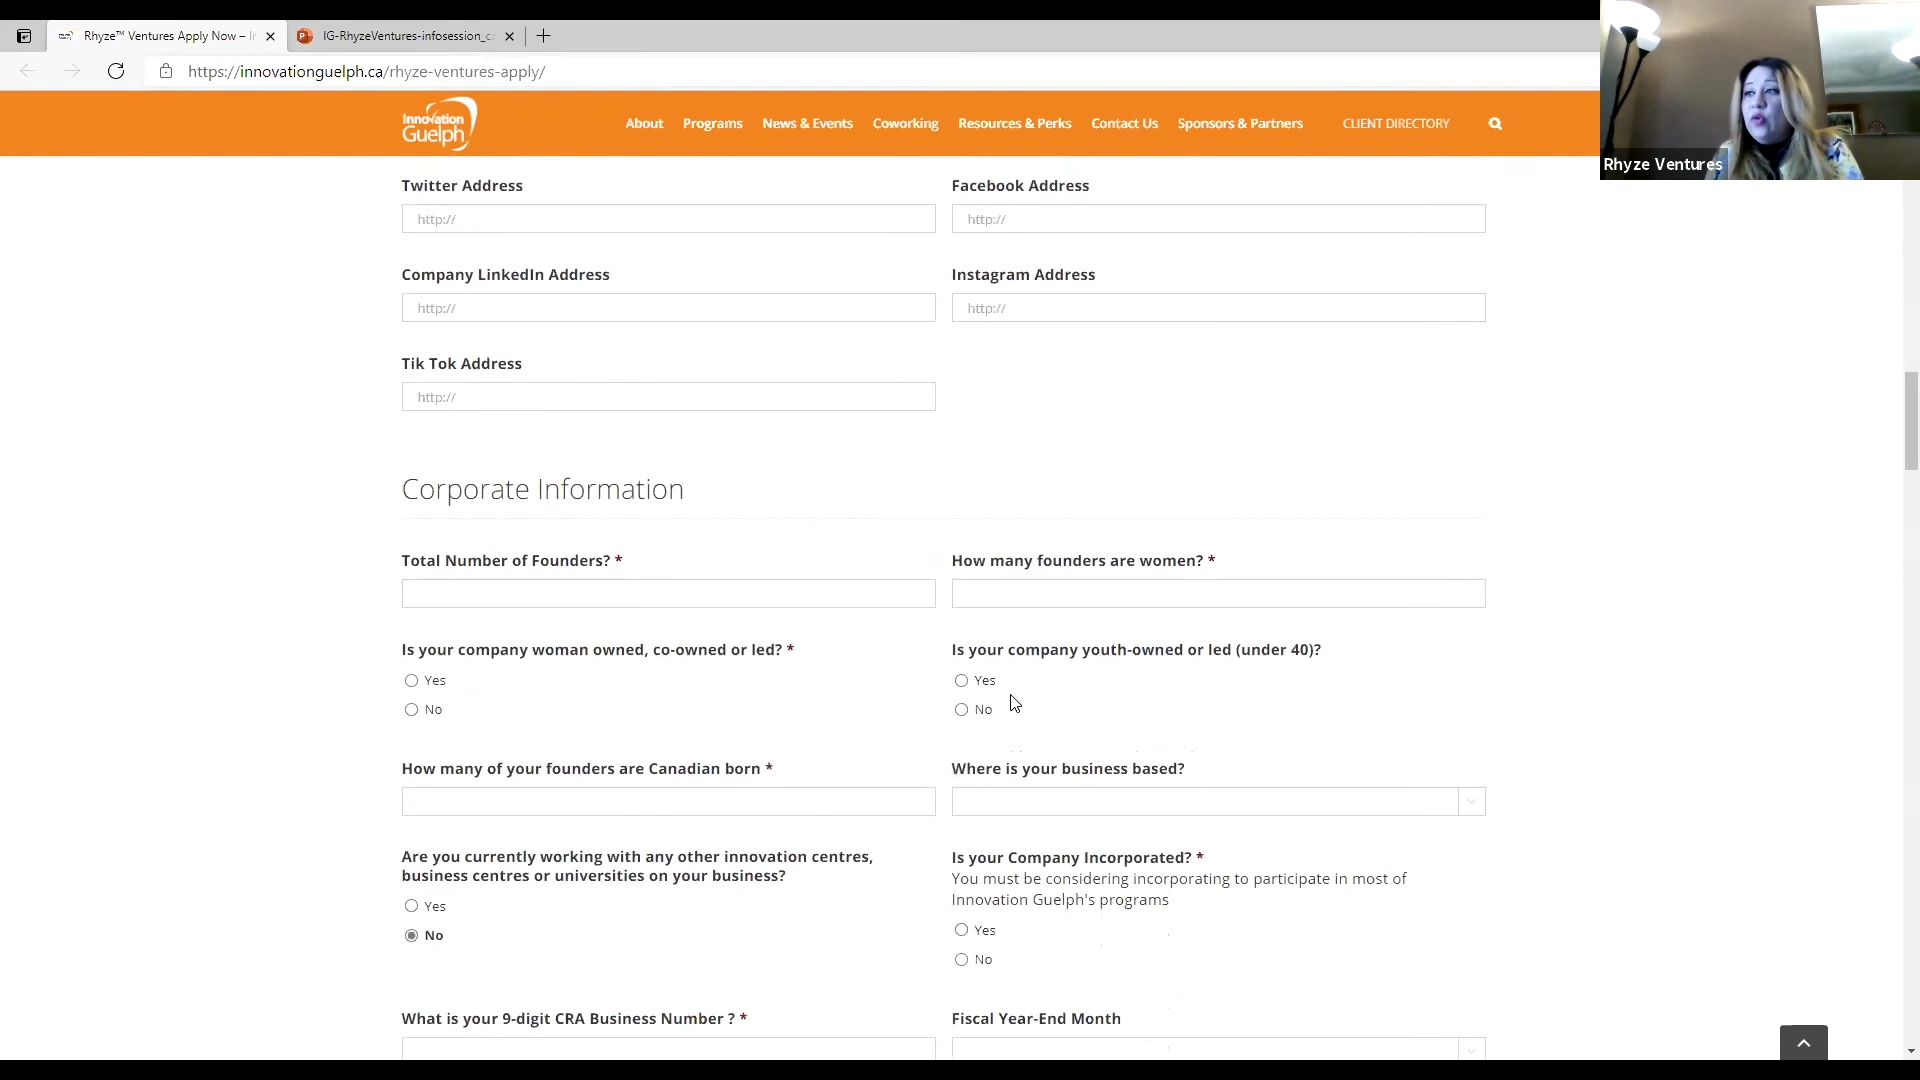 Rhyze™ Ventures Apply Now – I
IG-RhyzeVentures-infosession_c
https://innovationguelph.ca/rhyze-ventures-apply/
Innovation
Guelph
About
Programs
News & Events
Coworking
Resources & Perks
Contact Us
Sponsors & Partners
CLIENT DIRECTORY
Rhyze Ventures
Twitter Address
Facebook Address
http://
http://
Company LinkedIn Address
Instagram Address
http://
http://
Tik Tok Address
http://
Corporate Information
Total Number of Founders? *
How many founders are women? *
Is your company woman owned, co-owned or led? *
Is your company youth-owned or led (under 40)?
Yes
Yes
No
No
How many of your founders are Canadian born *
Where is your business based?
Are you currently working with any other innovation centres,
business centres or universities on your business?
Yes
No
Is your Company Incorporated? *
You must be considering incorporating to participate in most of
Innovation Guelph's programs
Yes
No
What is your 9-digit CRA Business Number ? *
Fiscal Year-End Month